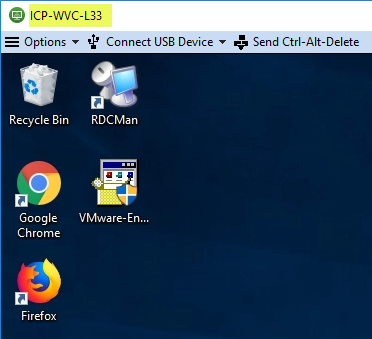 ICP-WVC-L33
Options Connect USB Device Send Ctrl-Alt-Delete
Recycle Bin RDCMan
Google Chrome VMware-En...
Firefox